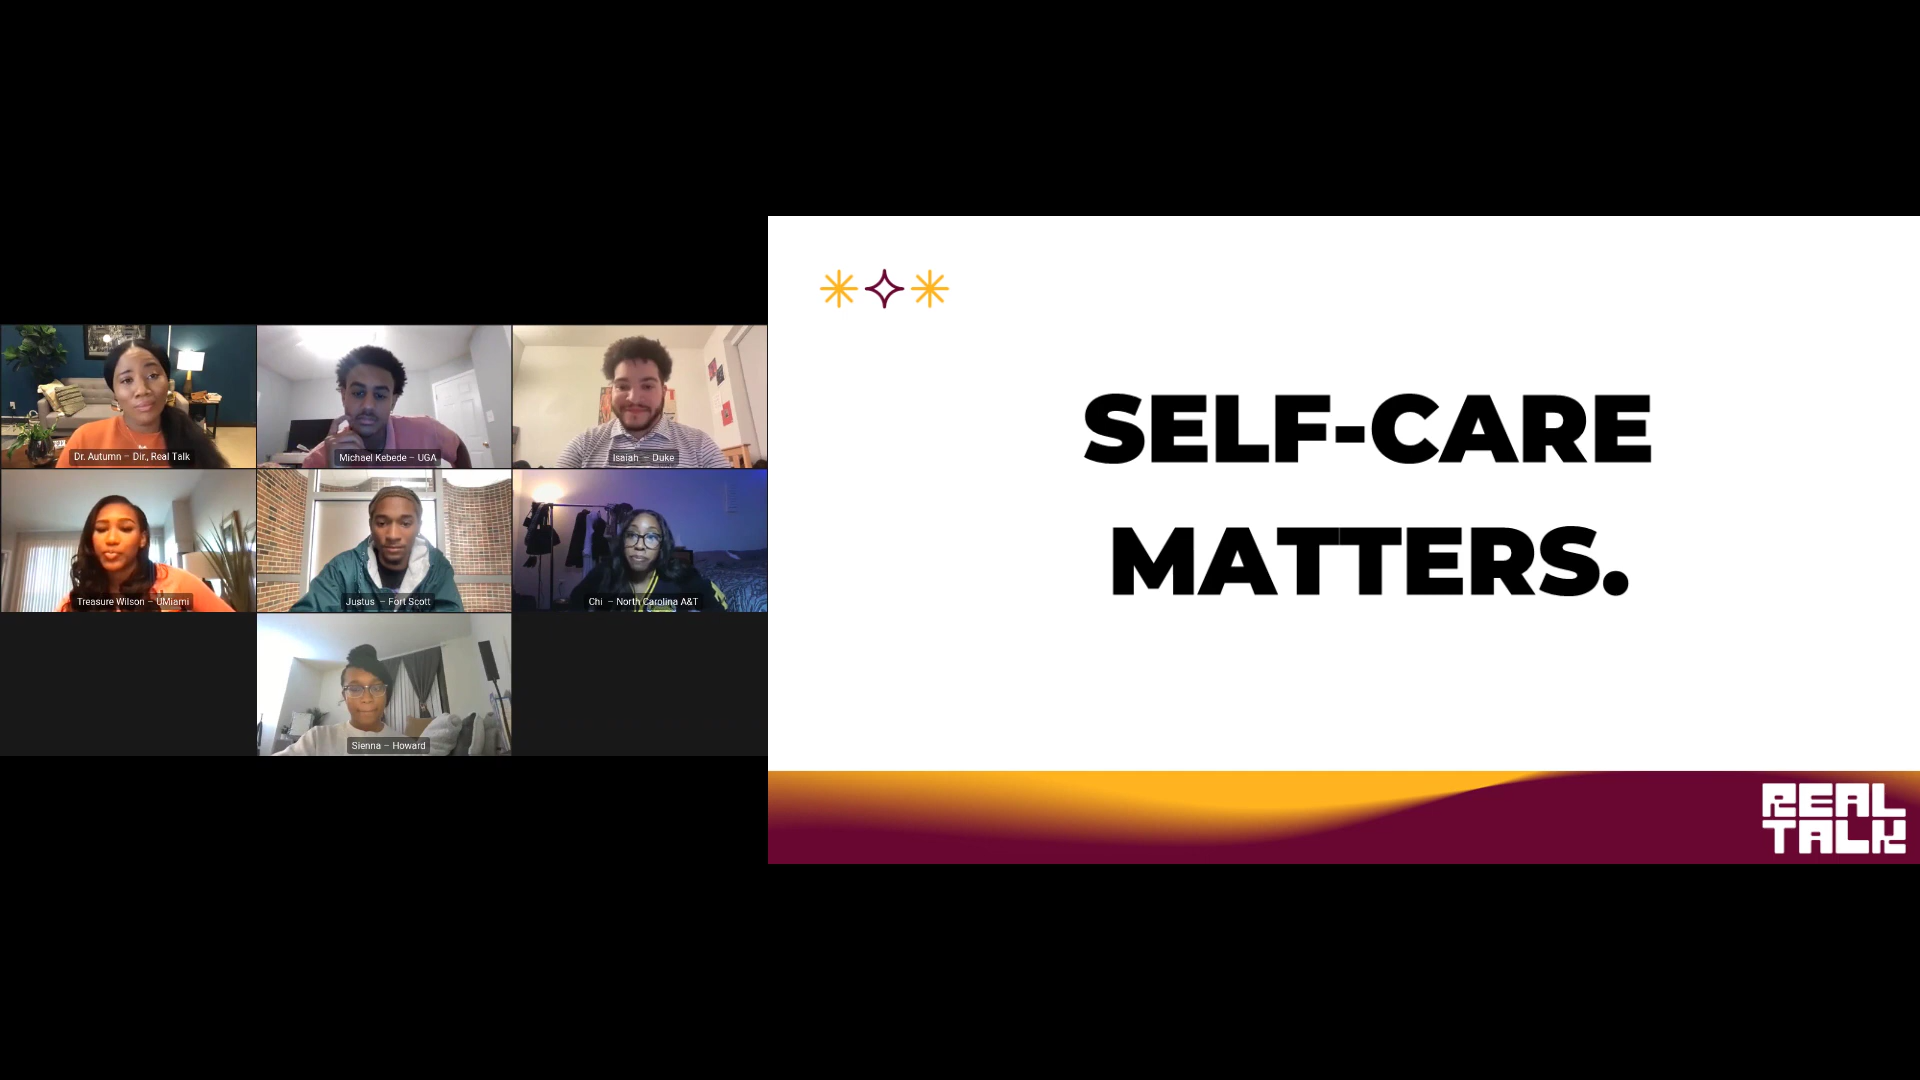 Dr. Autumn – Dir., Real Talk
Michael Kebede – UGA
Isaiah – Duke
Treasure Wilson – UMiami
Justus – Fort Scott
Chi – North Carolina A&T
Sienna – Howard
SELF-CARE
MATTERS.
REAL
TALK